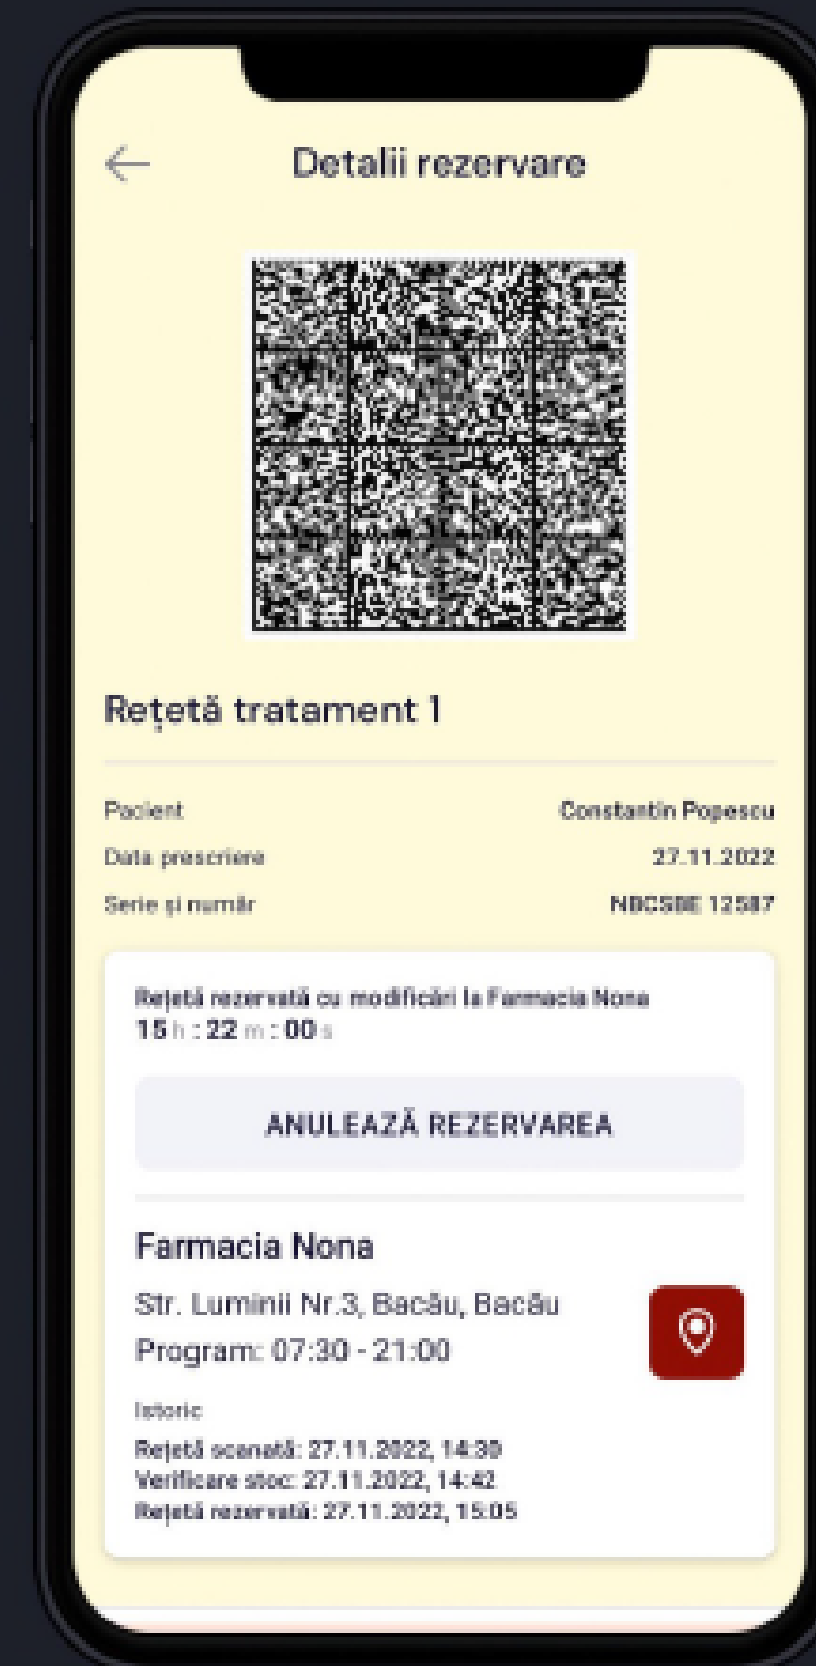 Detalii rezervare
Rețetă tratament 1
Pacient Constantin Popescu
Data prescriere 27.11.2022
Serie și număr NBCSBE 12587
Rețetă rezervată cu modificări la Farmacia Nona
15 h : 22 m : 00 s
ANULEAZĂ REZERVAREA
Farmacia Nona
Str. Luminii Nr.3, Bacău, Bacău
Program: 07:30 - 21:00
Istoric
Rețetă scanată: 27.11.2022, 14:30
Verificare stoc: 27.11.2022, 14:42
Rețetă rezervată: 27.11.2022, 15:05